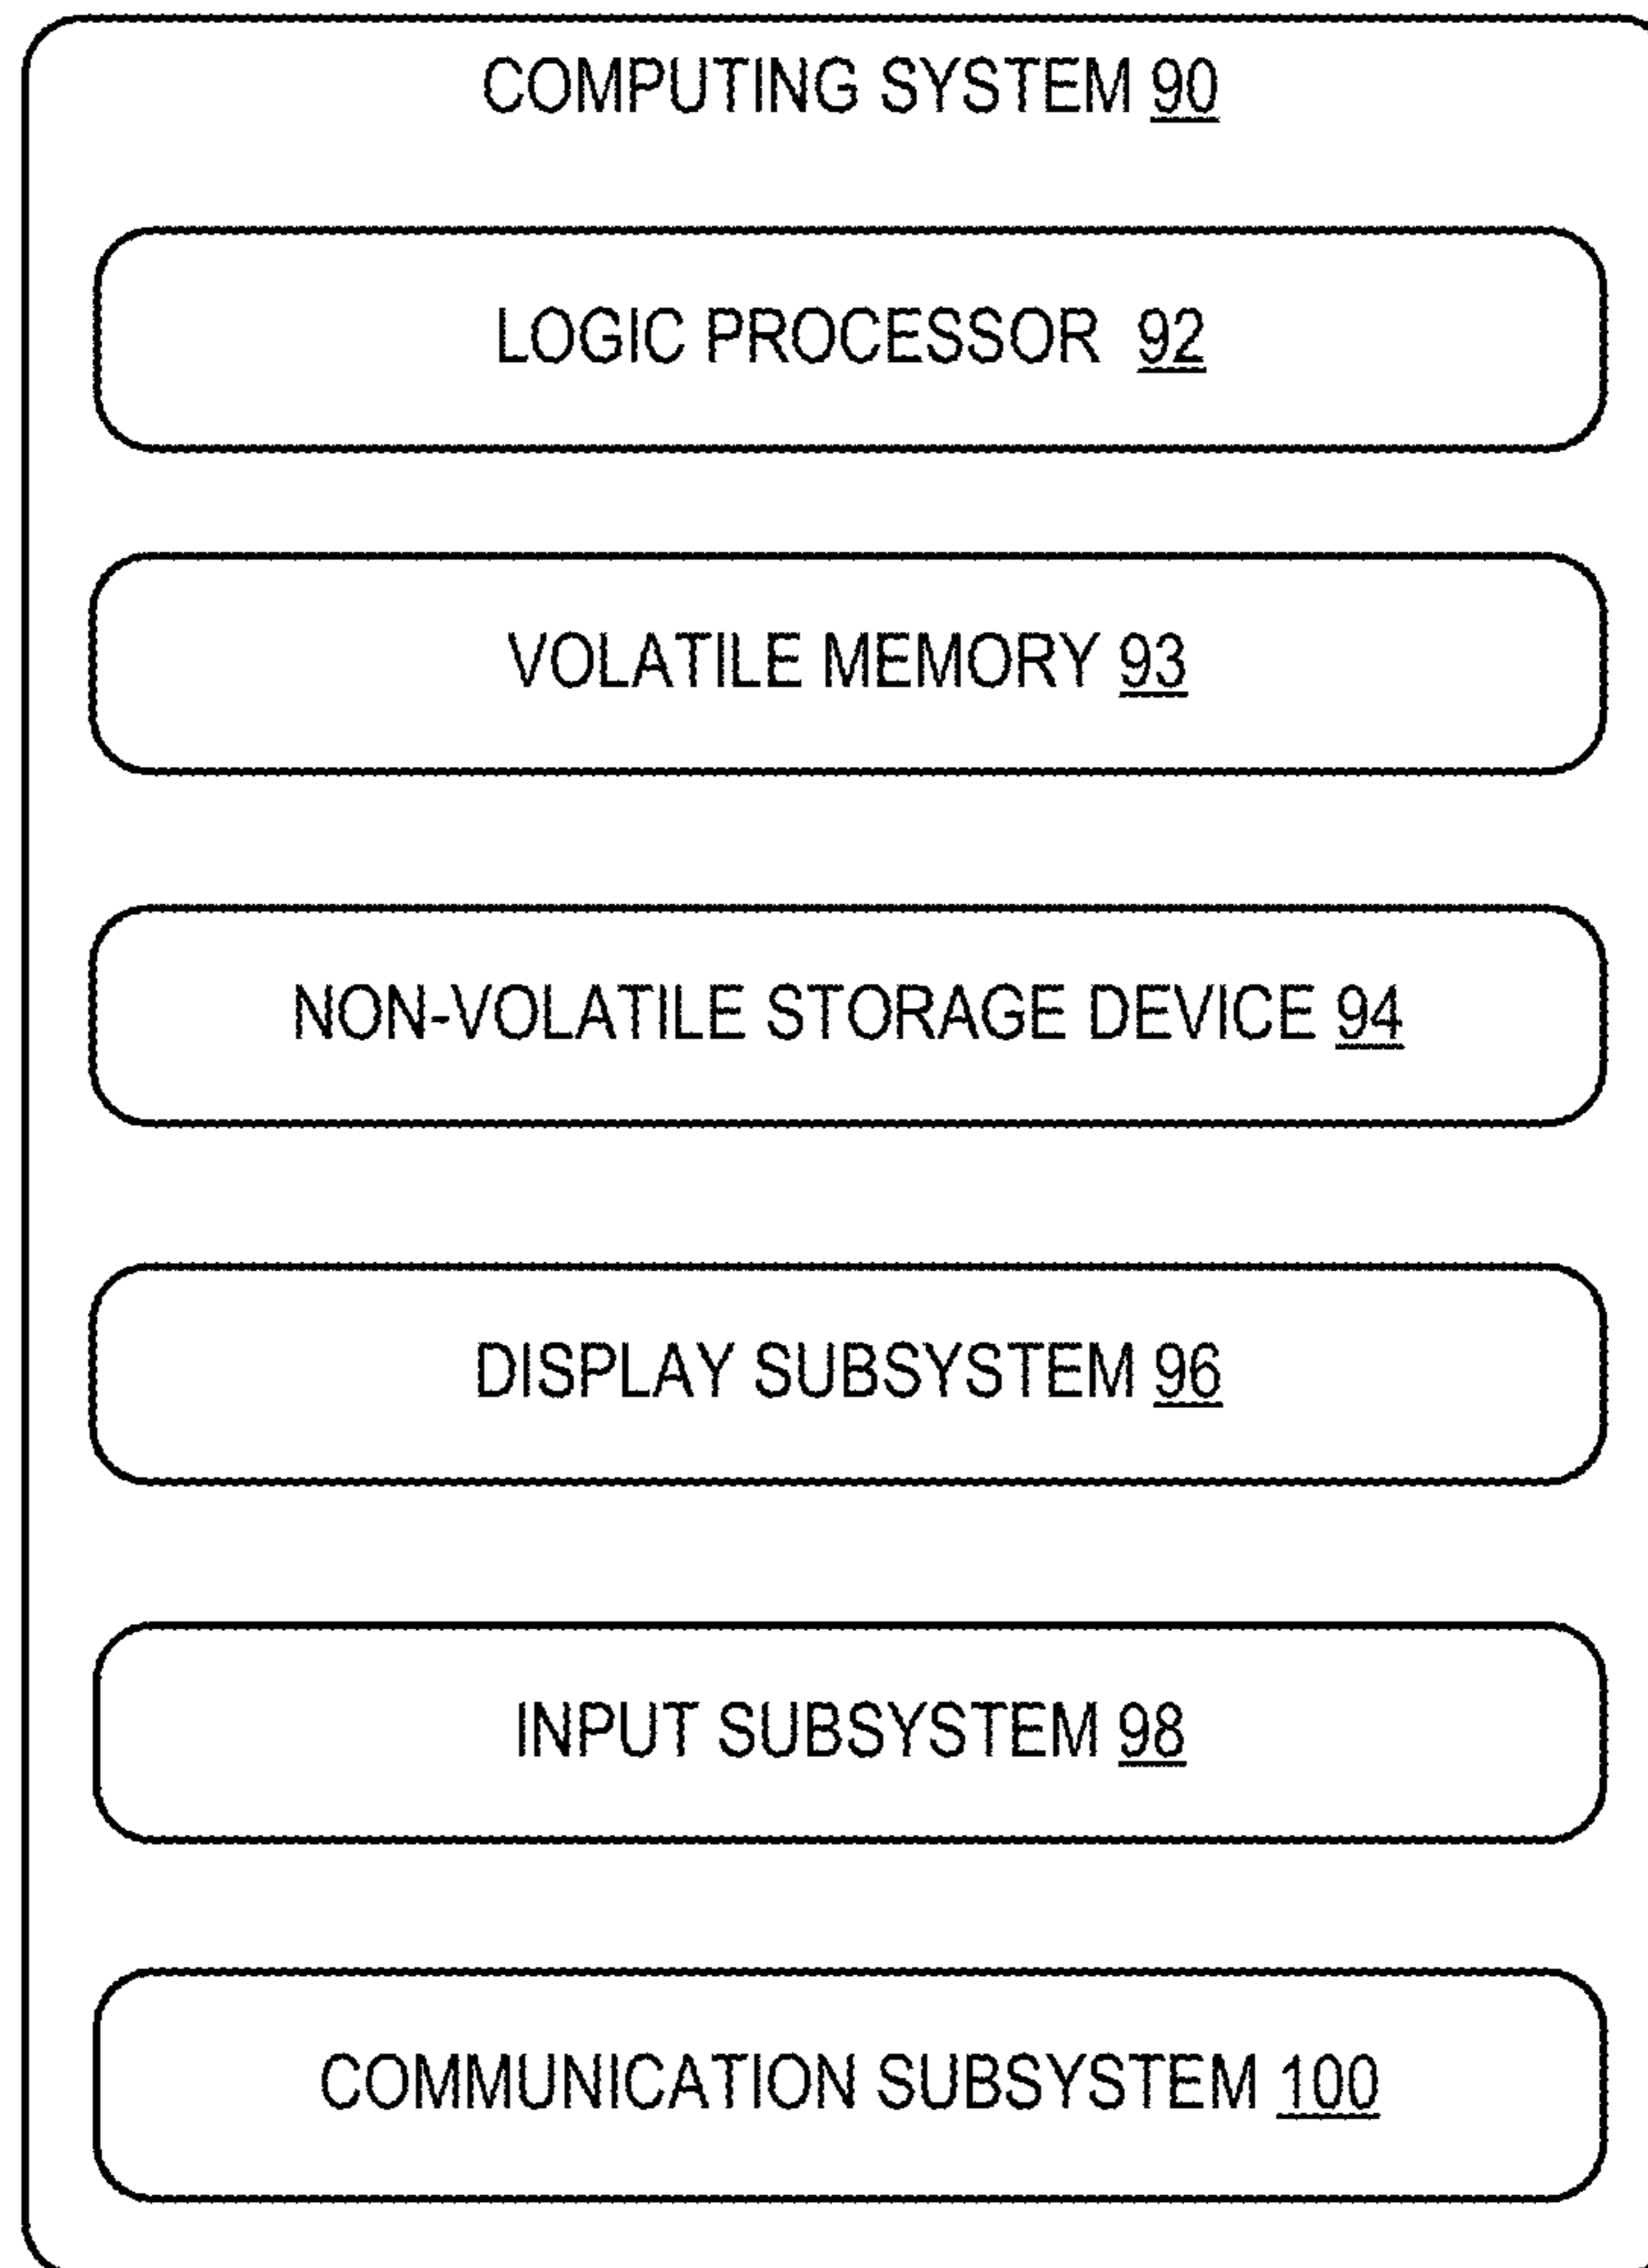 COMPUTING SYSTEM 90
LOGIC PROCESSOR 92
VOLATILE MEMORY 93
NON-VOLATILE STORAGE DEVICE 94
DISPLAY SUBSYSTEM 96
INPUT SUBSYSTEM 98
COMMUNICATION SUBSYSTEM 100